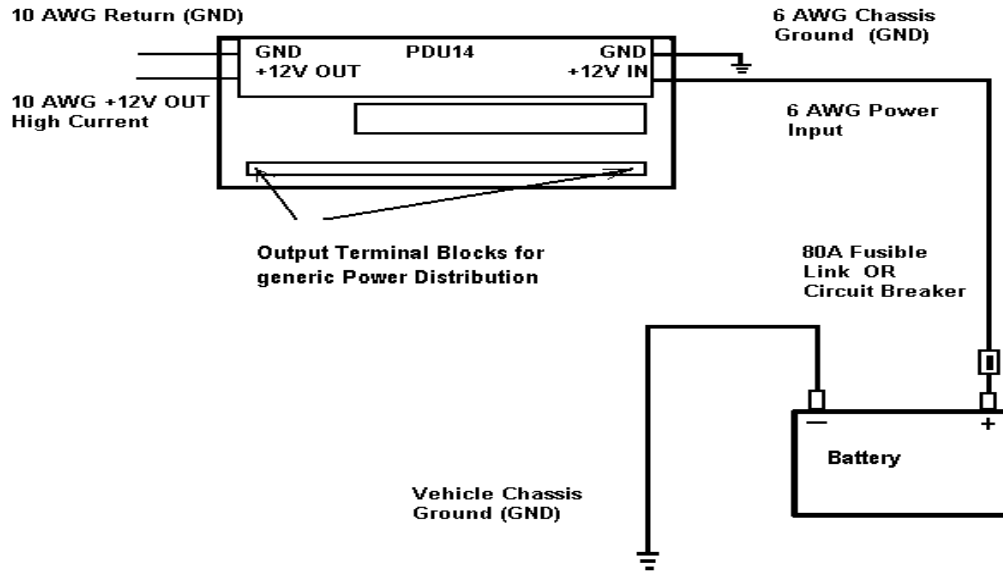 10 AWG Return (GND)
6 AWG Chassis
Ground (GND)
GND
PDU14
GND
+12V OUT
+12V IN
10 AWG +12V OUT
High Current
6 AWG Power
Input
Output Terminal Blocks for
generic Power Distribution
80A Fusible
Link OR
Circuit Breaker
—
+
Battery
Vehicle Chassis
Ground (GND)